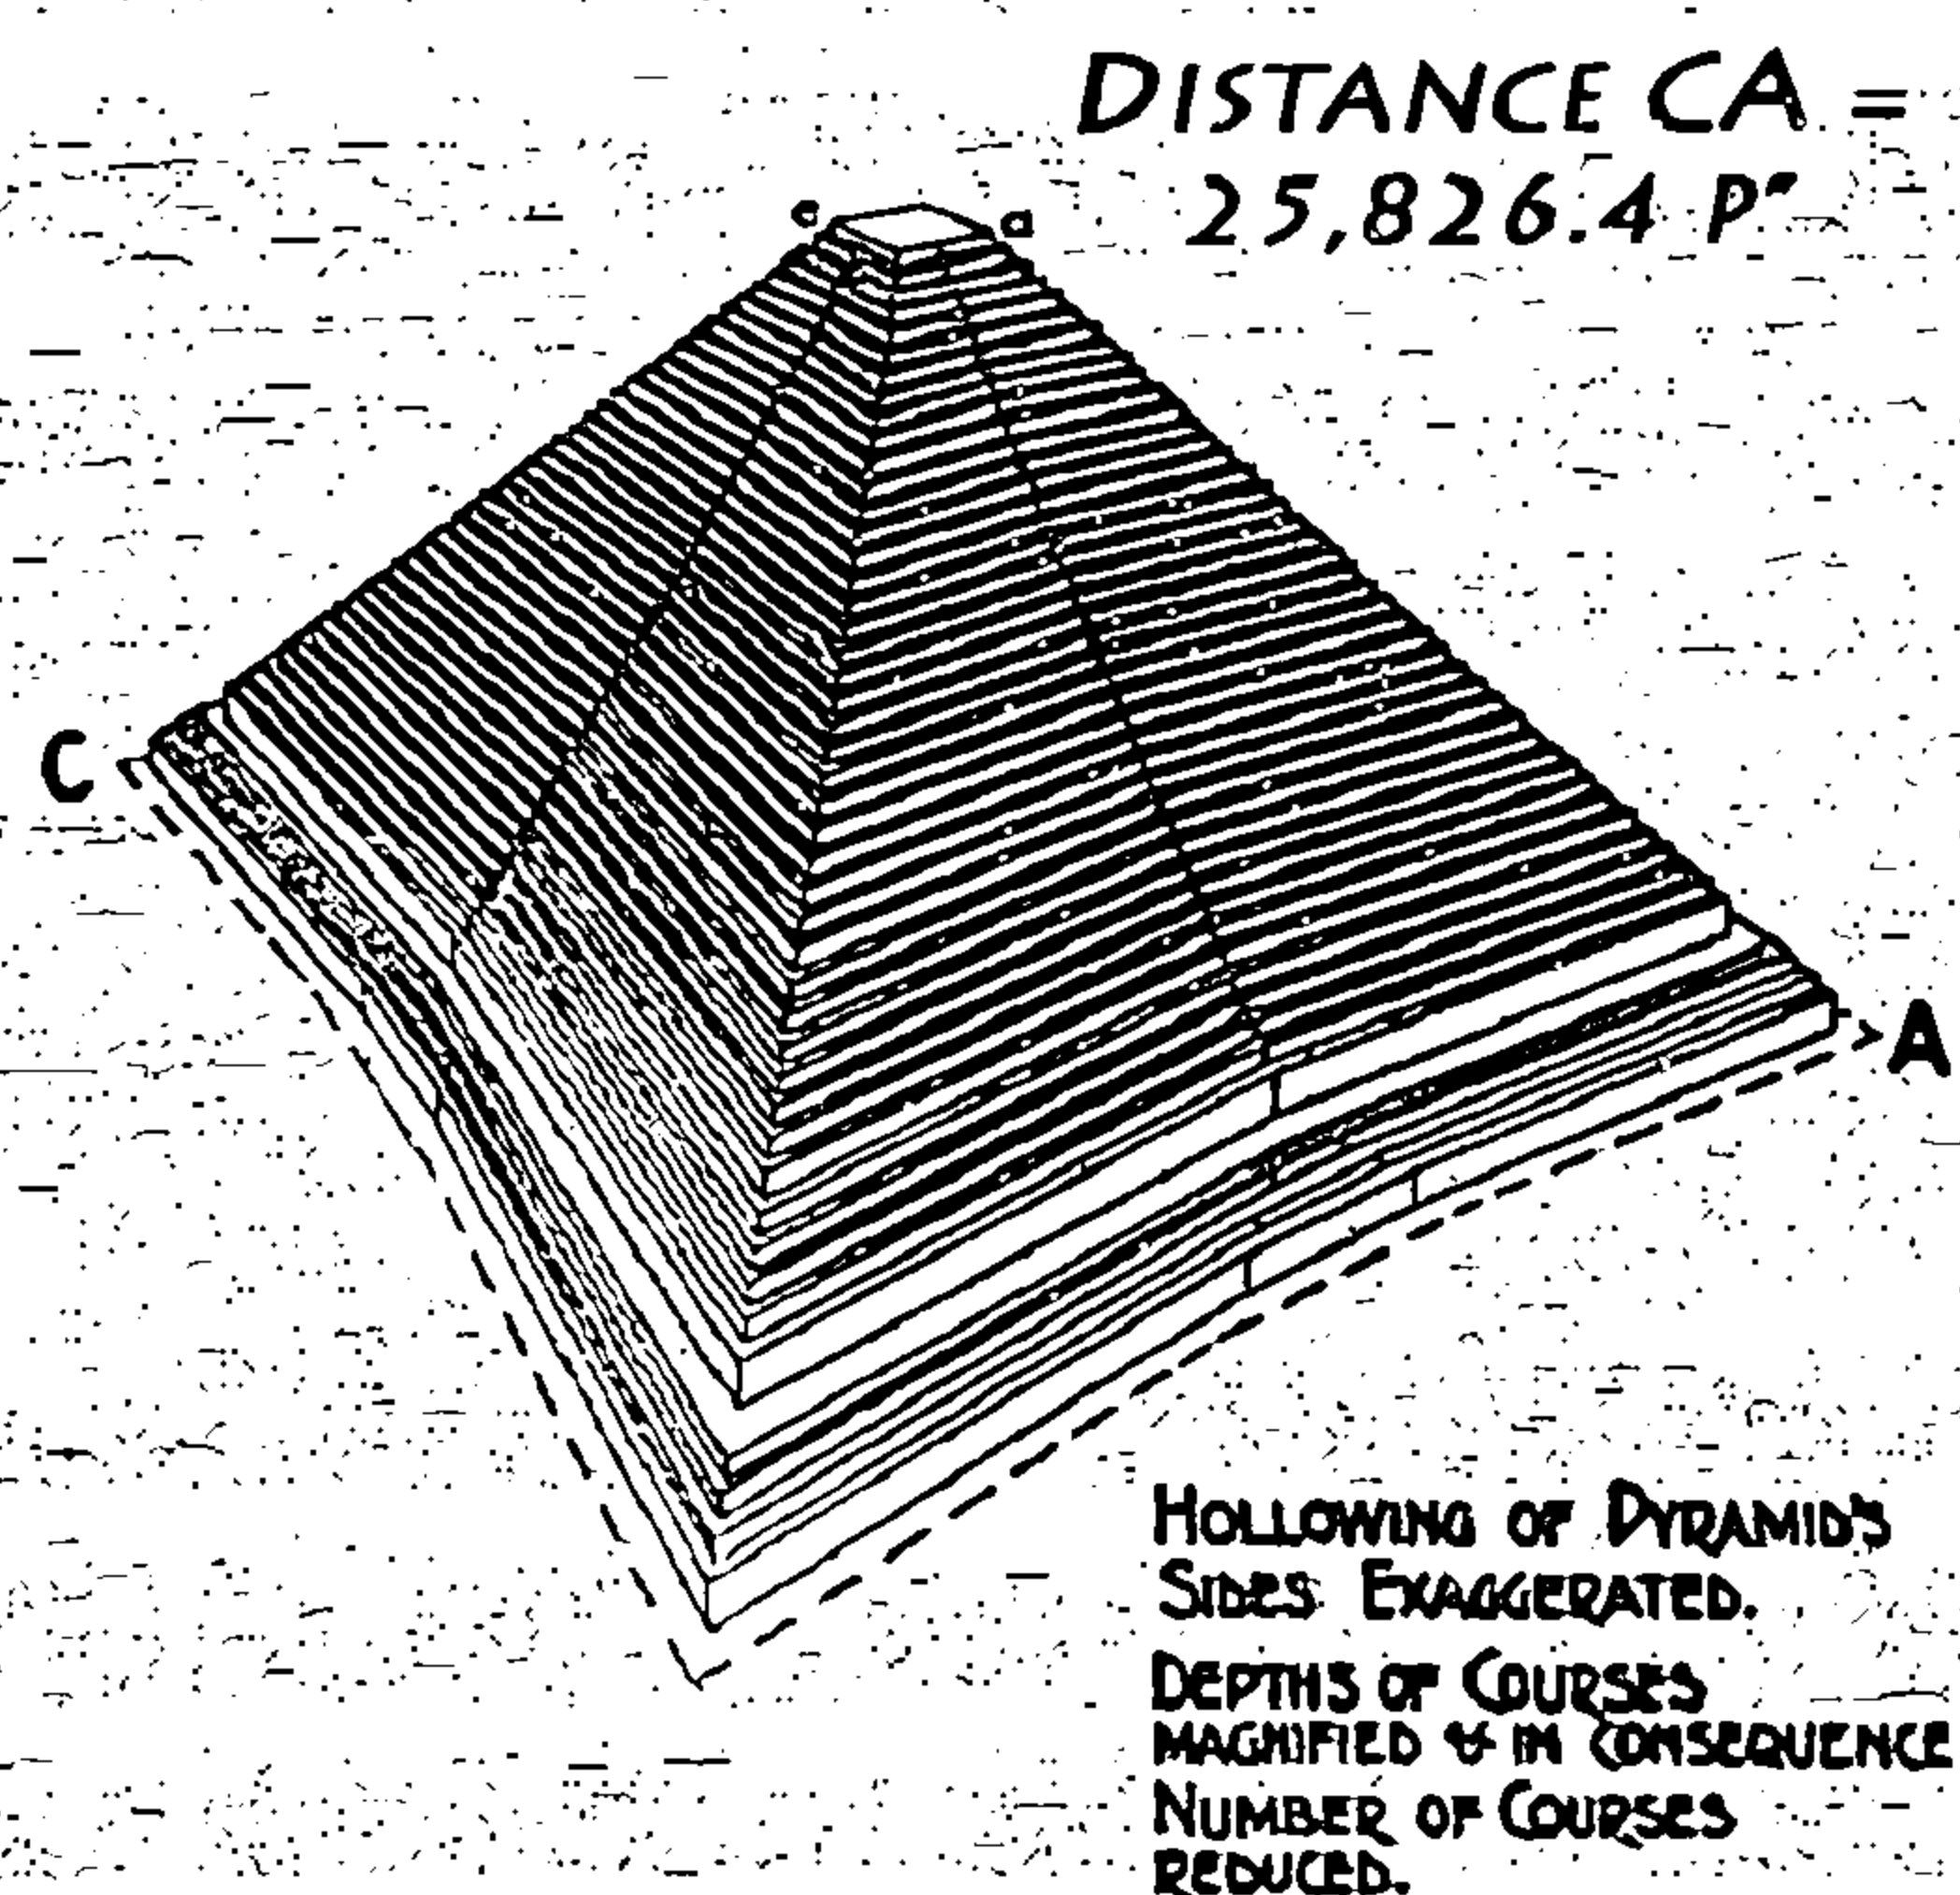 DISTANCE CA =
25,826.4 P"
c a
C
A
HOLLOWING OF PYRAMID'S
SIDES EXAGGERATED.
DEPTHS OF COURSES
MAGNIFIED & IN CONSEQUENCE
NUMBER OF COURSES
REDUCED.